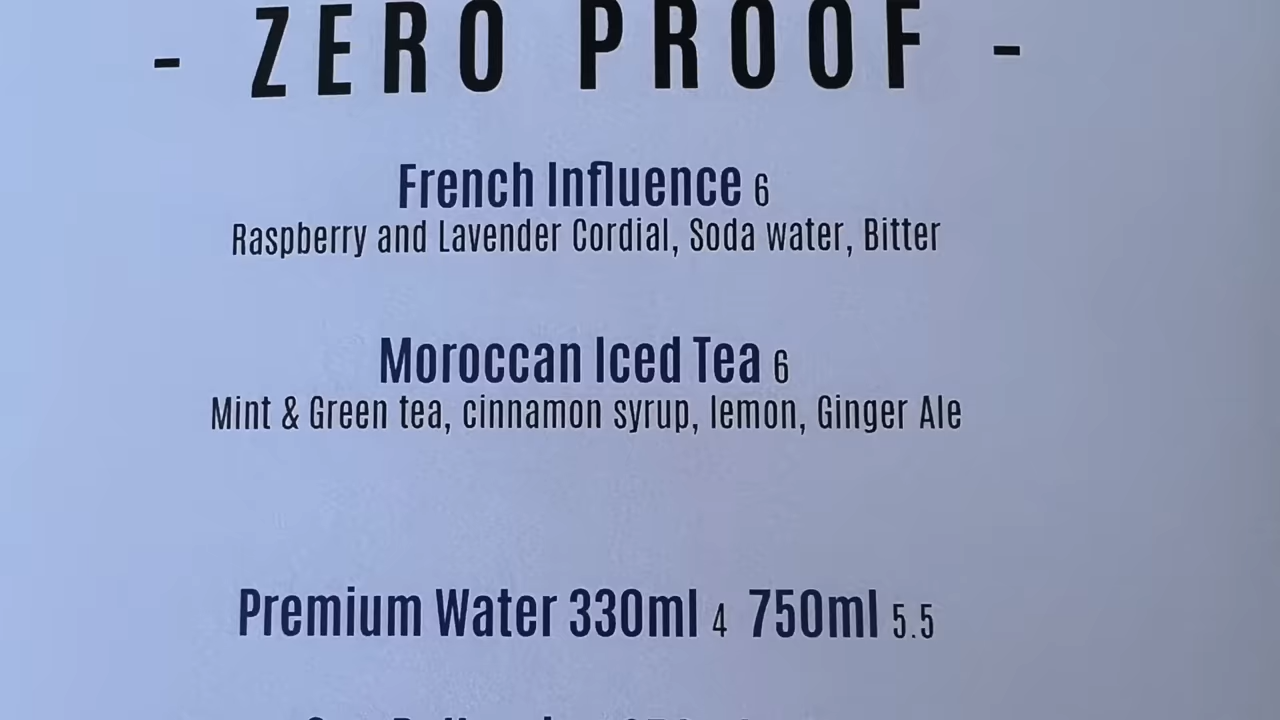 - ZERO PROOF -
French Influence 6
Raspberry and Lavender Cordial, Soda water, Bitter
Moroccan Iced Tea 6
Mint & Green tea, cinnamon syrup, lemon, Ginger Ale
Premium Water 330ml 4 750ml 5.5